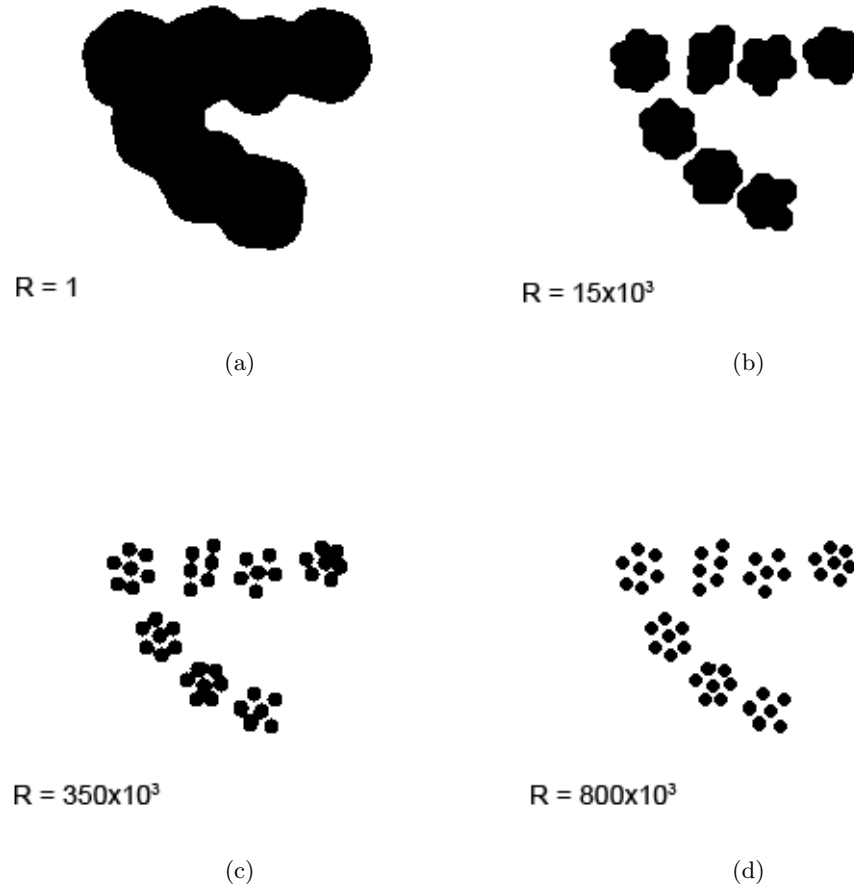 R = 1
R = 15x10³
(a)
(b)
R = 350x10³
R = 800x10³
(c)
(d)